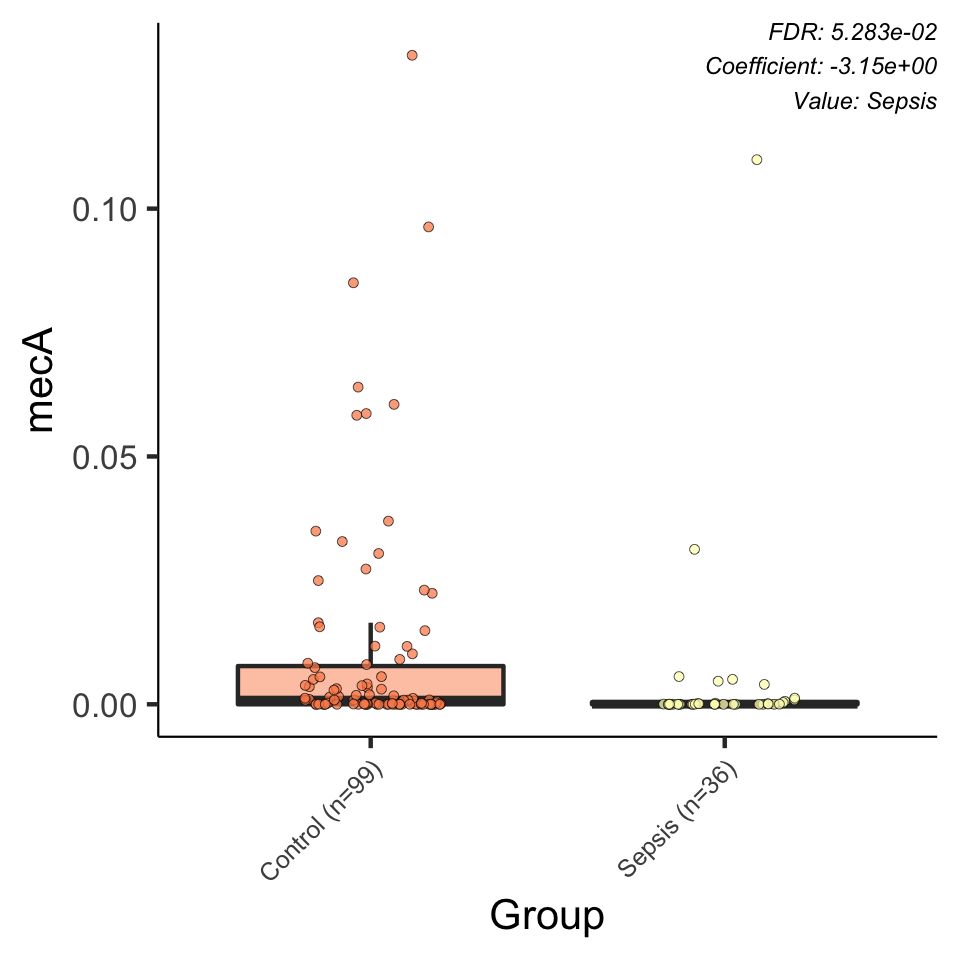 FDR: 5.283e-02
Coefficient: -3.15e+00
Value: Sepsis
mecA
0.10
0.05
0.00
Control (n=99)
Sepsis (n=36)
Group